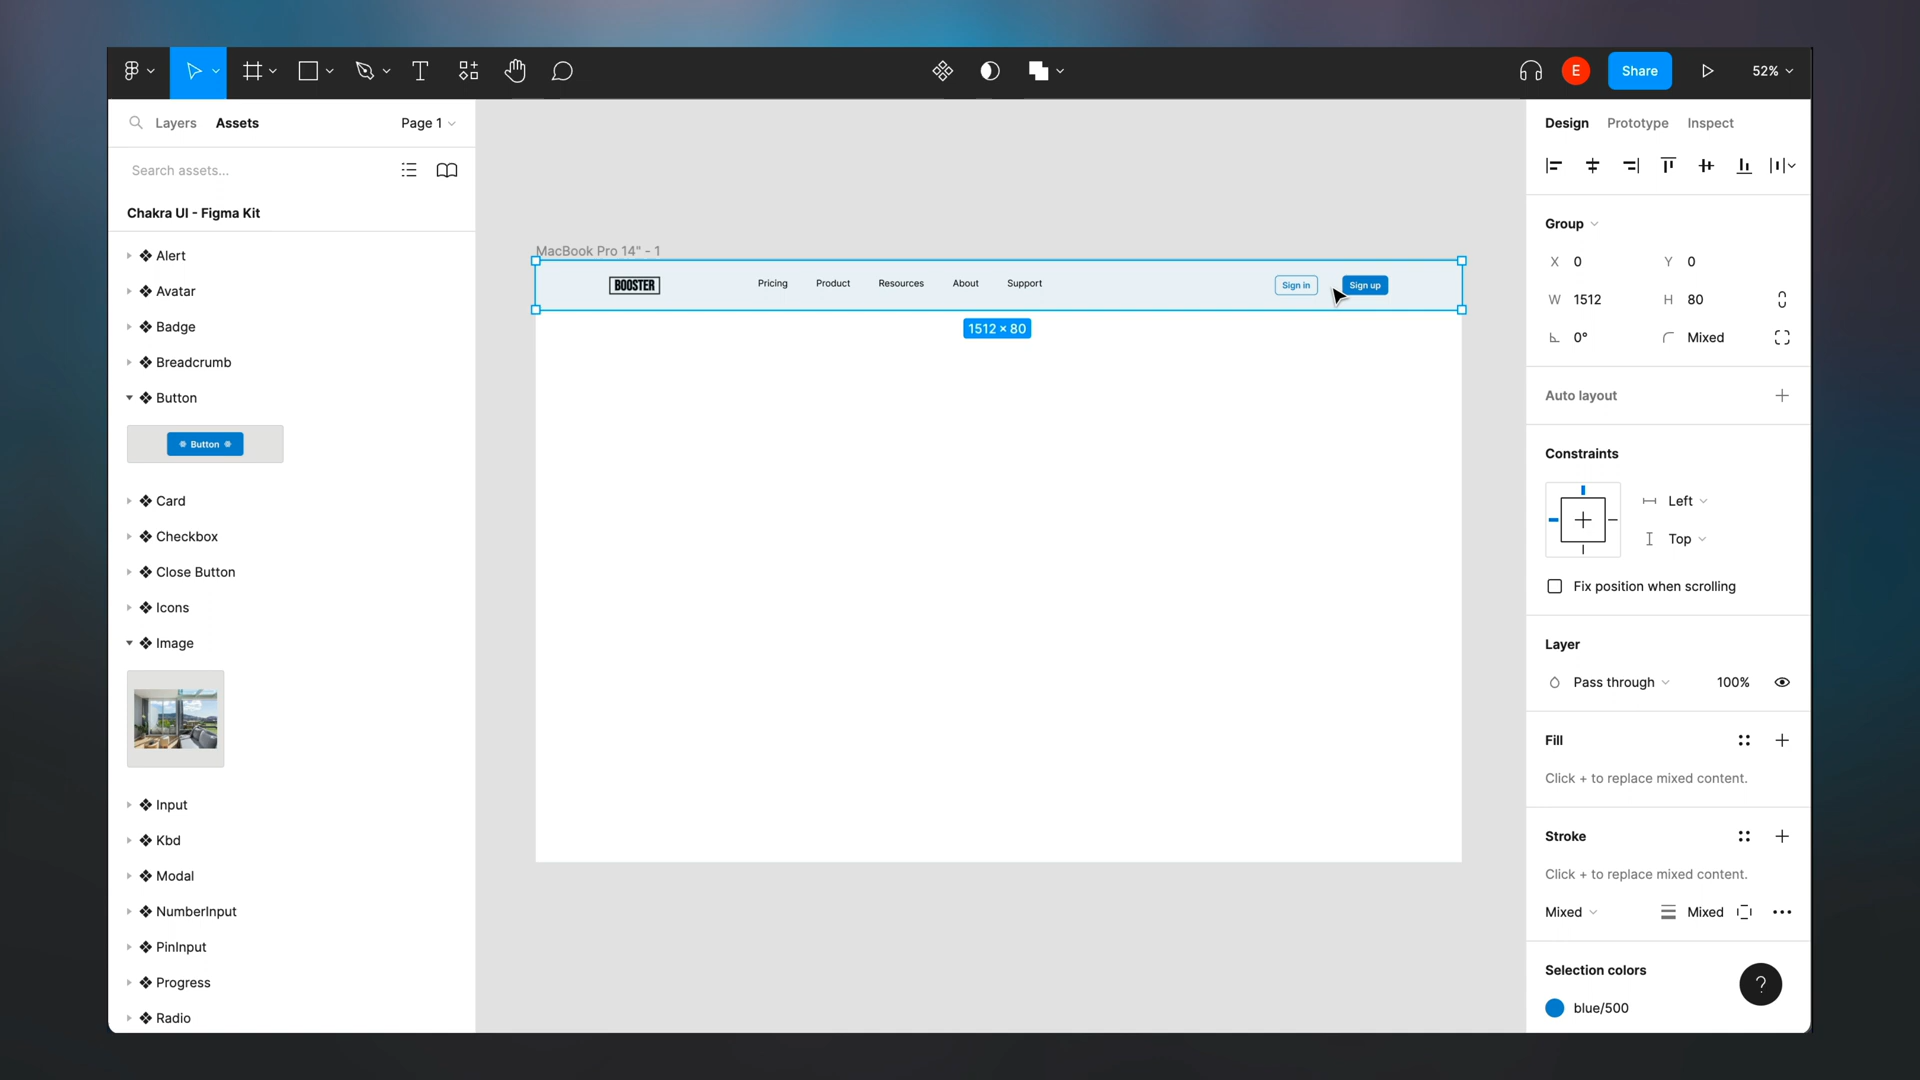 E
Share
52%
Layers
Assets
Page 1
Design
Prototype
Inspect
Search assets...
Chakra UI - Figma Kit
Alert
Avatar
Badge
Breadcrumb
Button
Button
Card
Checkbox
Close Button
Icons
Image
Input
Kbd
Modal
NumberInput
PinInput
Progress
Radio
MacBook Pro 14" - 1
BOOSTER
Pricing
Product
Resources
About
Support
Sign in
Sign up
1512 × 80
Group
X 0
Y 0
W 1512
H 80
0°
Mixed
Auto layout
Constraints
Left
Top
Fix position when scrolling
Layer
Pass through
100%
Fill
Click + to replace mixed content.
Stroke
Click + to replace mixed content.
Mixed
Mixed
Selection colors
?
blue/500